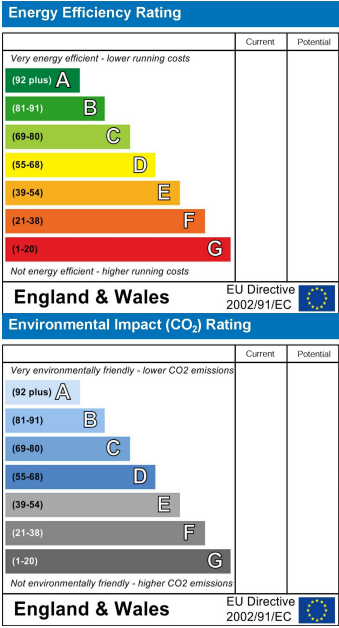 Energy Efficiency Rating
Current Potential
Very energy efficient - lower running costs
(92 plus) A
(81-91) B
(69-80) C
(55-68) D
(39-54) E
(21-38) F
(1-20) G
Not energy efficient - higher running costs
England & Wales
EU Directive
2002/91/EC
Environmental Impact (CO₂) Rating
Current Potential
Very environmentally friendly - lower CO2 emissions
(92 plus) A
(81-91) B
(69-80) C
(55-68) D
(39-54) E
(21-38) F
(1-20) G
Not environmentally friendly - higher CO2 emissions
England & Wales
EU Directive
2002/91/EC